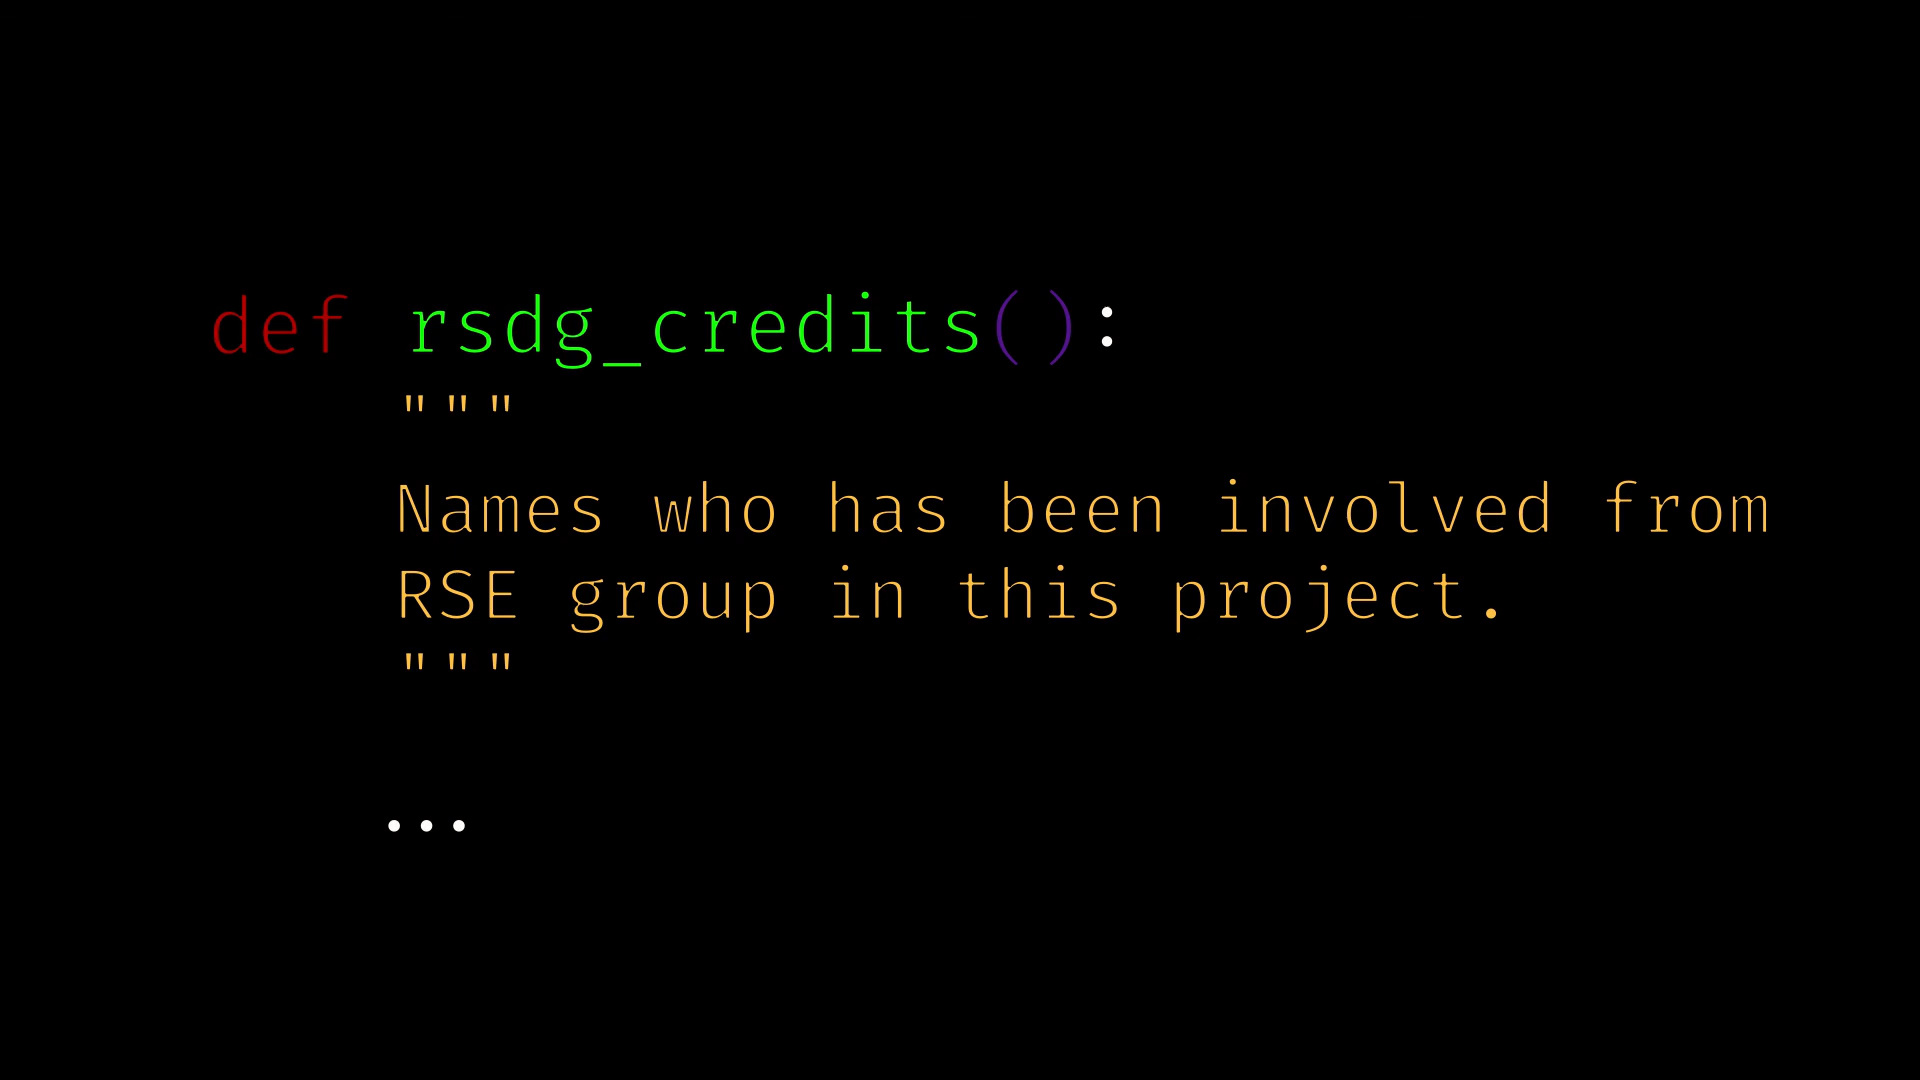 def rsdg_credits():
"""
Names who has been involved from
RSE group in this project.
"""
...